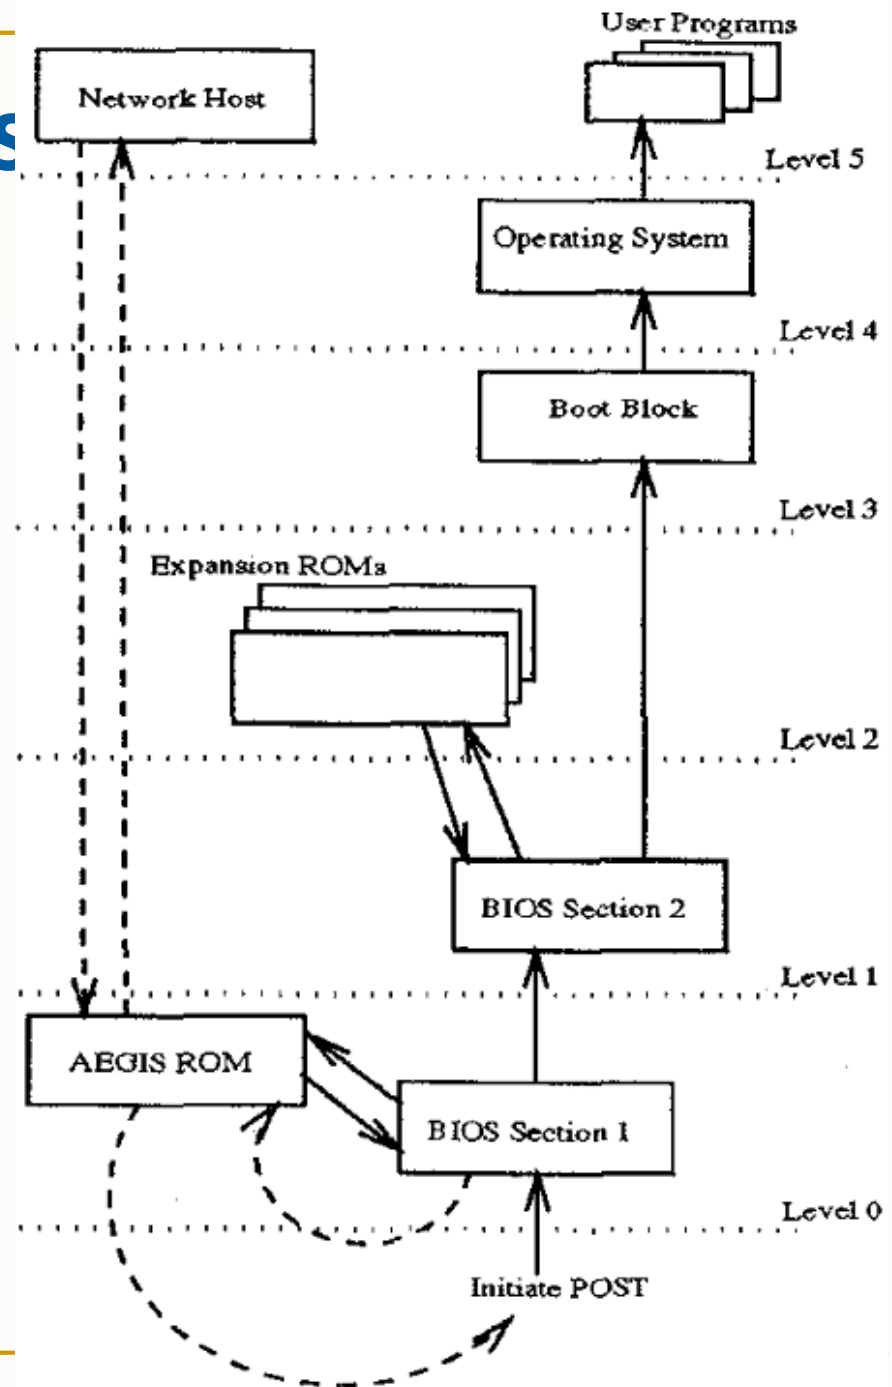 User Programs
Network Host
s
Level 5
Operating System
Level 4
Boot Block
Level 3
Expansion ROMs
Level 2
BIOS Section 2
Level 1
AEGIS ROM
BIOS Section 1
Level 0
Initiate POST